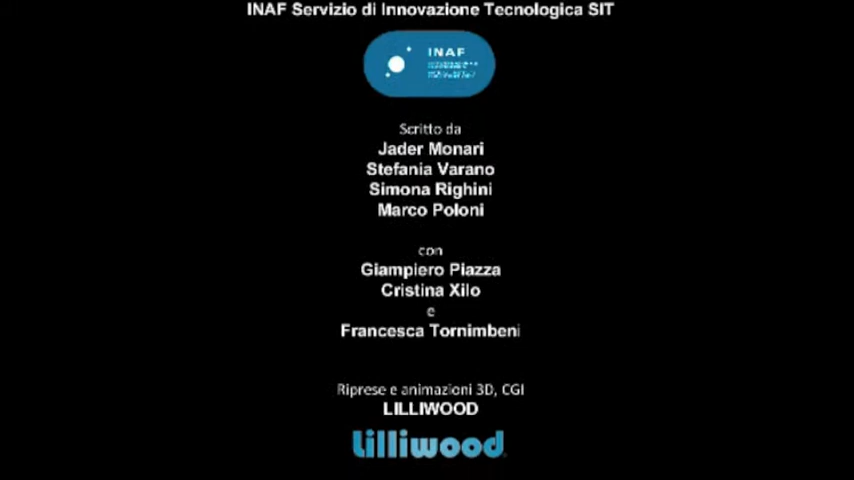 INAF Servizio di Innovazione Tecnologica SIT
INAF
Scritto da
Jader Monari
Stefania Varano
Simona Righini
Marco Poloni
con
Giampiero Piazza
Cristina Xilo
e
Francesca Tornimbeni
Riprese e animazioni 3D, CGI
LILLIWOOD
Lilliwood